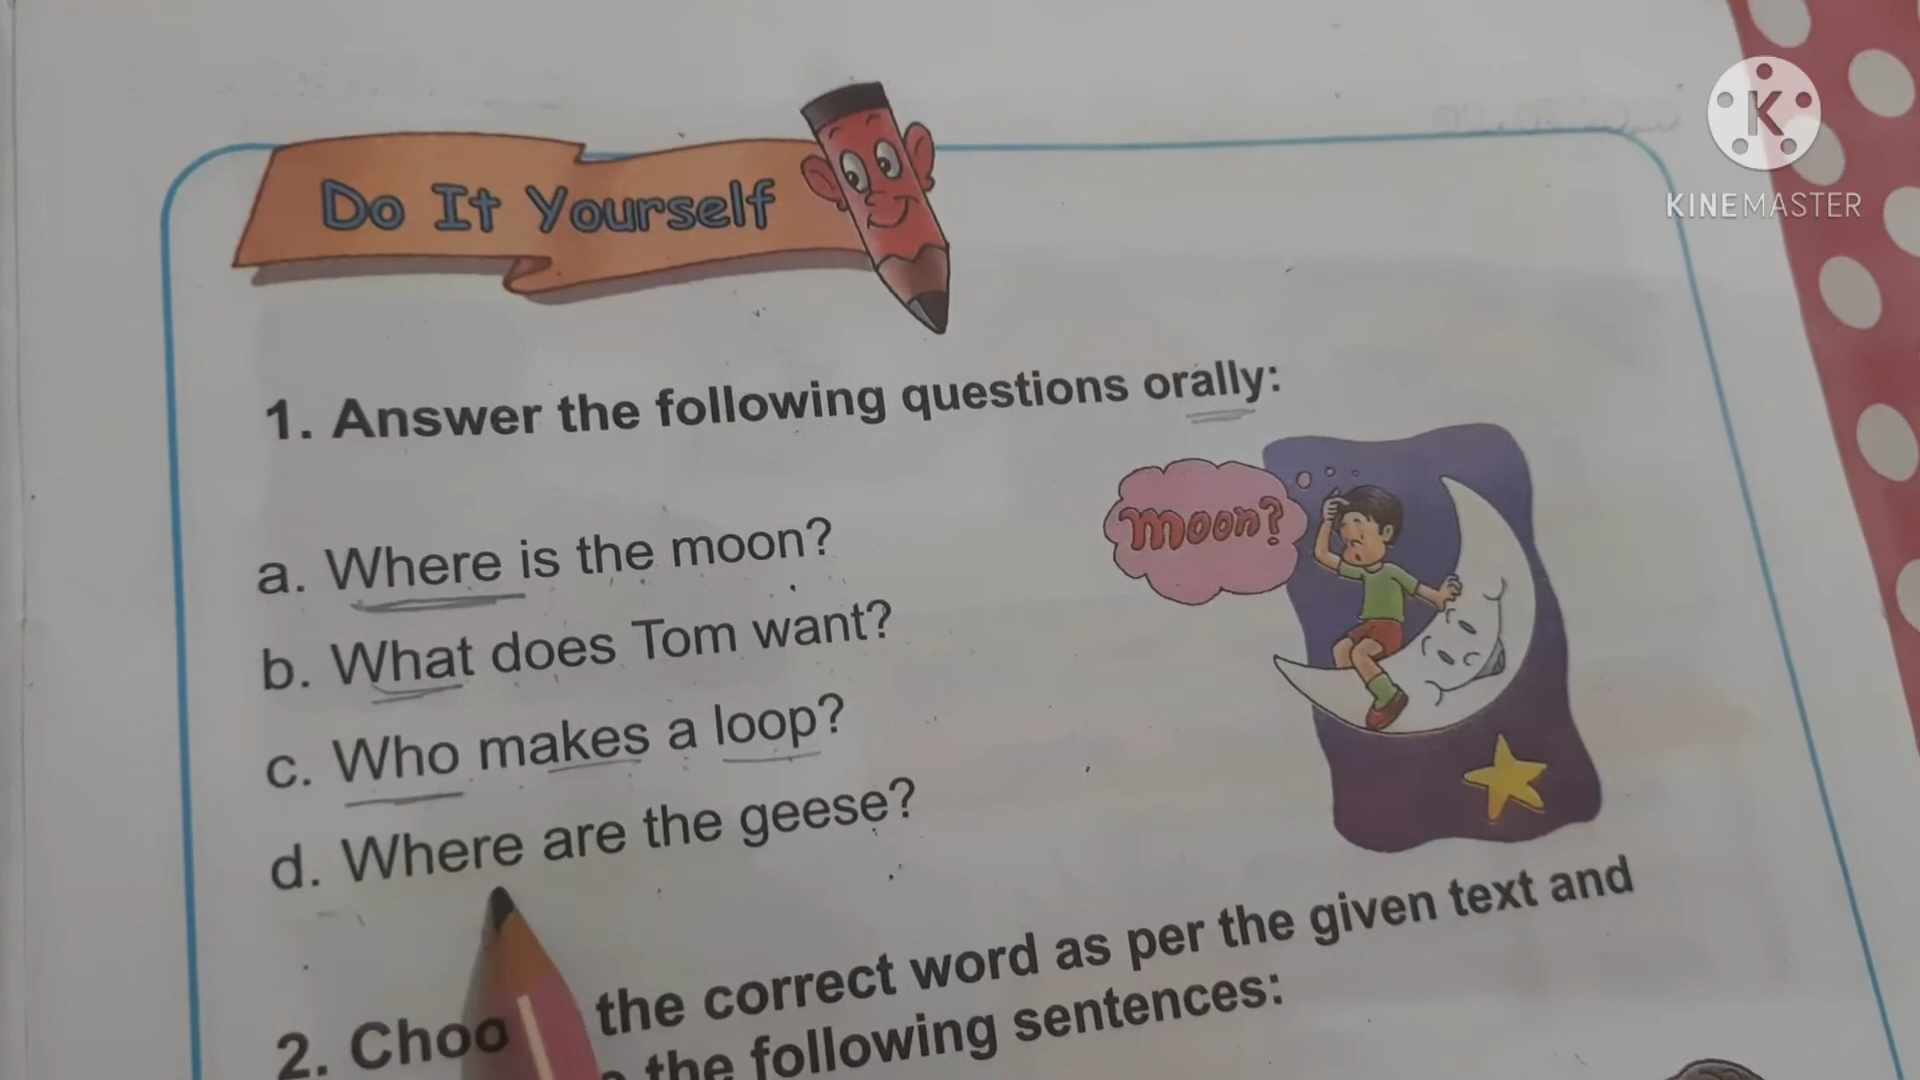 K
KINEMASTER
Do It Yourself
1. Answer the following questions orally:
moon?
a. Where is the moon?
b. What does Tom want?
c. Who makes a loop?
d. Where are the geese?
2. Choo the correct word as per the given text and
the following sentences: